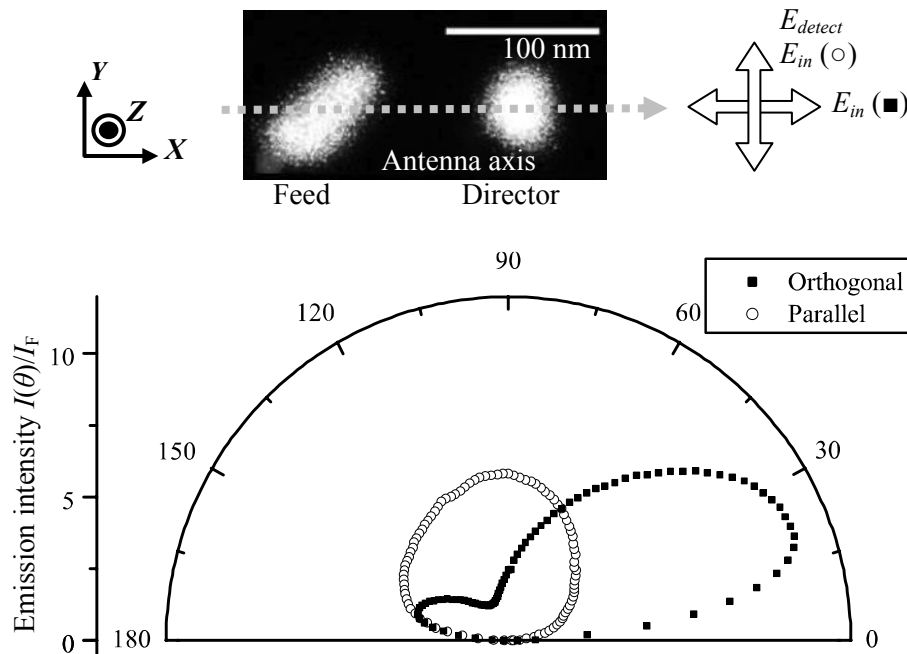 Y
Z
X
100 nm
Antenna axis
Feed
Director
E_detect
E_in (○)
E_in (■)
■ Orthogonal
○ Parallel
Emission intensity I(θ)/I_F
10
5
0
180
150
120
90
60
30
0